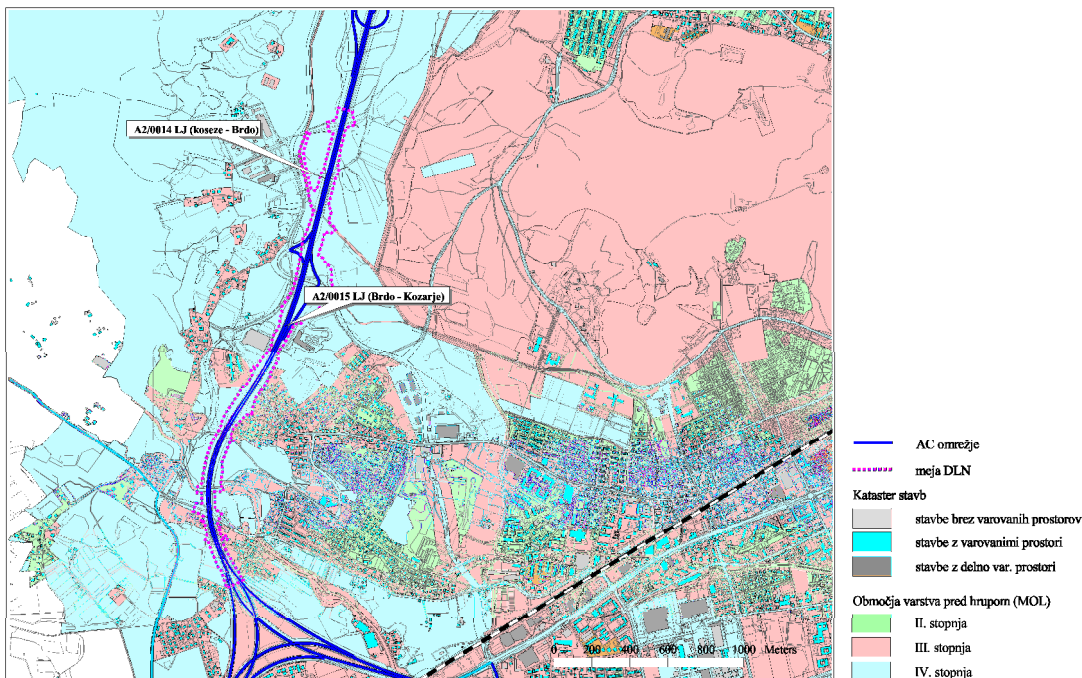 A2/0014 LJ (koseze - Brdo)
A2/0015 LJ (Brdo - Kozarje)
0 200 400 600 800 1000 Meters
AC omrežje
meja DLN
Kataster stavb
stavbe brez varovanih prostorov
stavbe z varovanimi prostori
stavbe z delno var. prostori
Območja varstva pred hrupom (MOL)
II. stopnja
III. stopnja
IV. stopnja